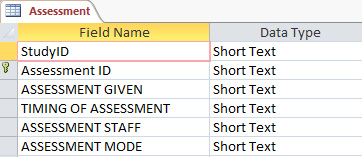 Assessment
Field Name Data Type
StudyID Short Text
Assessment ID Short Text
ASSESSMENT GIVEN Short Text
TIMING OF ASSESSMENT Short Text
ASSESSMENT STAFF Short Text
ASSESSMENT MODE Short Text